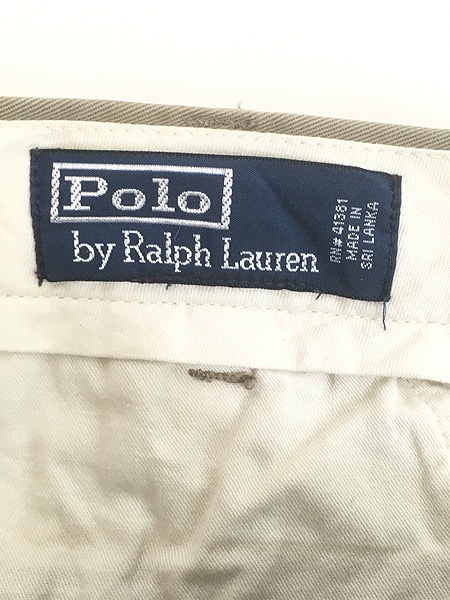 Polo
by Ralph Lauren
RN# 41381
MADE IN
SRI LANKA